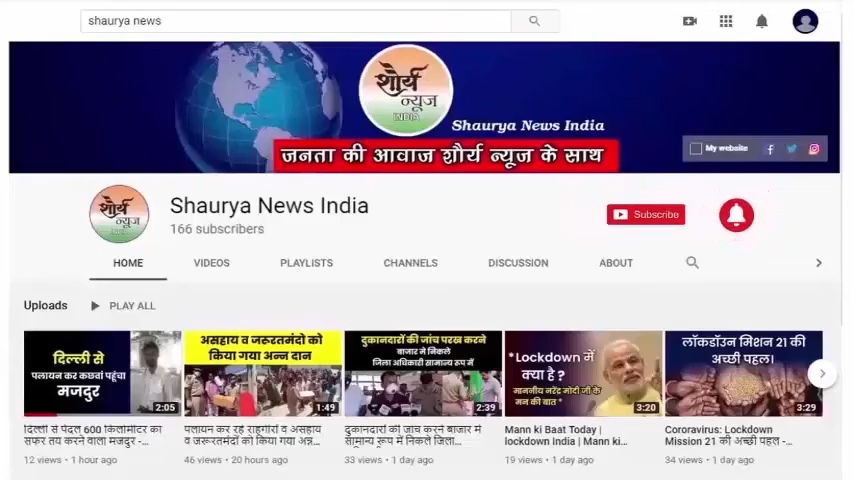 shaurya news
शौर्य
न्यूज
INDIA
Shaurya News India
My website
जनता की आवाज शौर्य न्यूज के साथ
शौर्य
न्यूज
Shaurya News India
166 subscribers
Subscribe
HOME VIDEOS PLAYLISTS CHANNELS DISCUSSION ABOUT
Uploads PLAY ALL
दिल्ली से
पलायन कर कछवां पहुंचा
मजदुर
2:05
दिल्ली से पैदल 600 किलोमीटर का
सफर तय करने वाला मजदुर -...
12 views • 1 hour ago
असहाय व जरूरतमंदो को
किया गया अन्न दान
1:49
पलायन कर रहे राहगीरों व असहाय
व जरूरतमंदों को किया गया अन्न...
46 views • 20 hours ago
दुकानदारों की जांच परख करने
बाजार मे निकले
जिला अधिकारी सामान्य रूप में
2:39
दुकानदारों की जांच करने बाजार में
सामान्य रूप में निकले जिला...
33 views • 1 day ago
"Lockdown में
क्या है ?
माननीय नरेंद्र मोदी जी के
मन की बात "
3:20
Mann ki Baat Today |
lockdown India | Mann ki...
19 views • 1 day ago
लॉकडॉउन मिशन 21 की
अच्छी पहल।
3:29
Cororavirus: Lockdown
Mission 21 की अच्छी पहल -...
34 views • 1 day ago